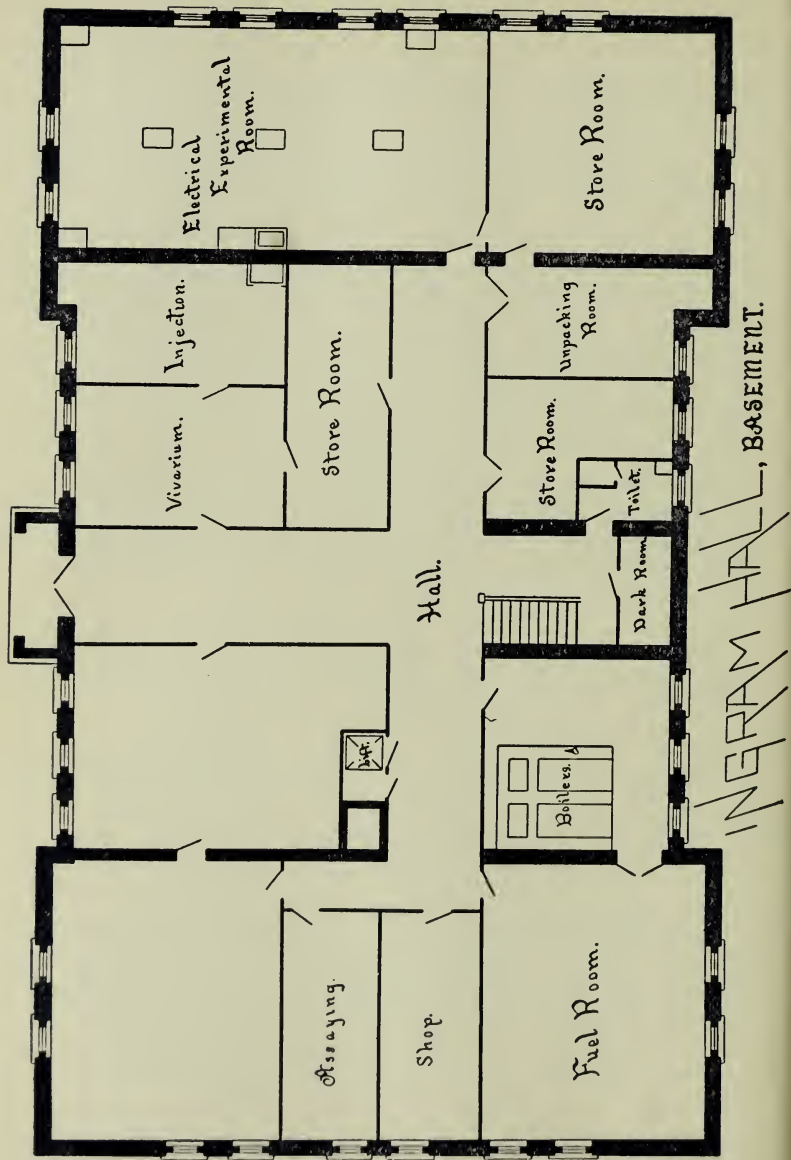 Electrical
Experimental
Room.
Store Room.
Injection.
Vivarium.
Store Room.
Unpacking
Room.
Store Room.
Toilet.
Dark Room
Hall.
Lift.
Boilers.
Assaying.
Shop.
Fuel Room.
INGRAM HALL, BASEMENT.